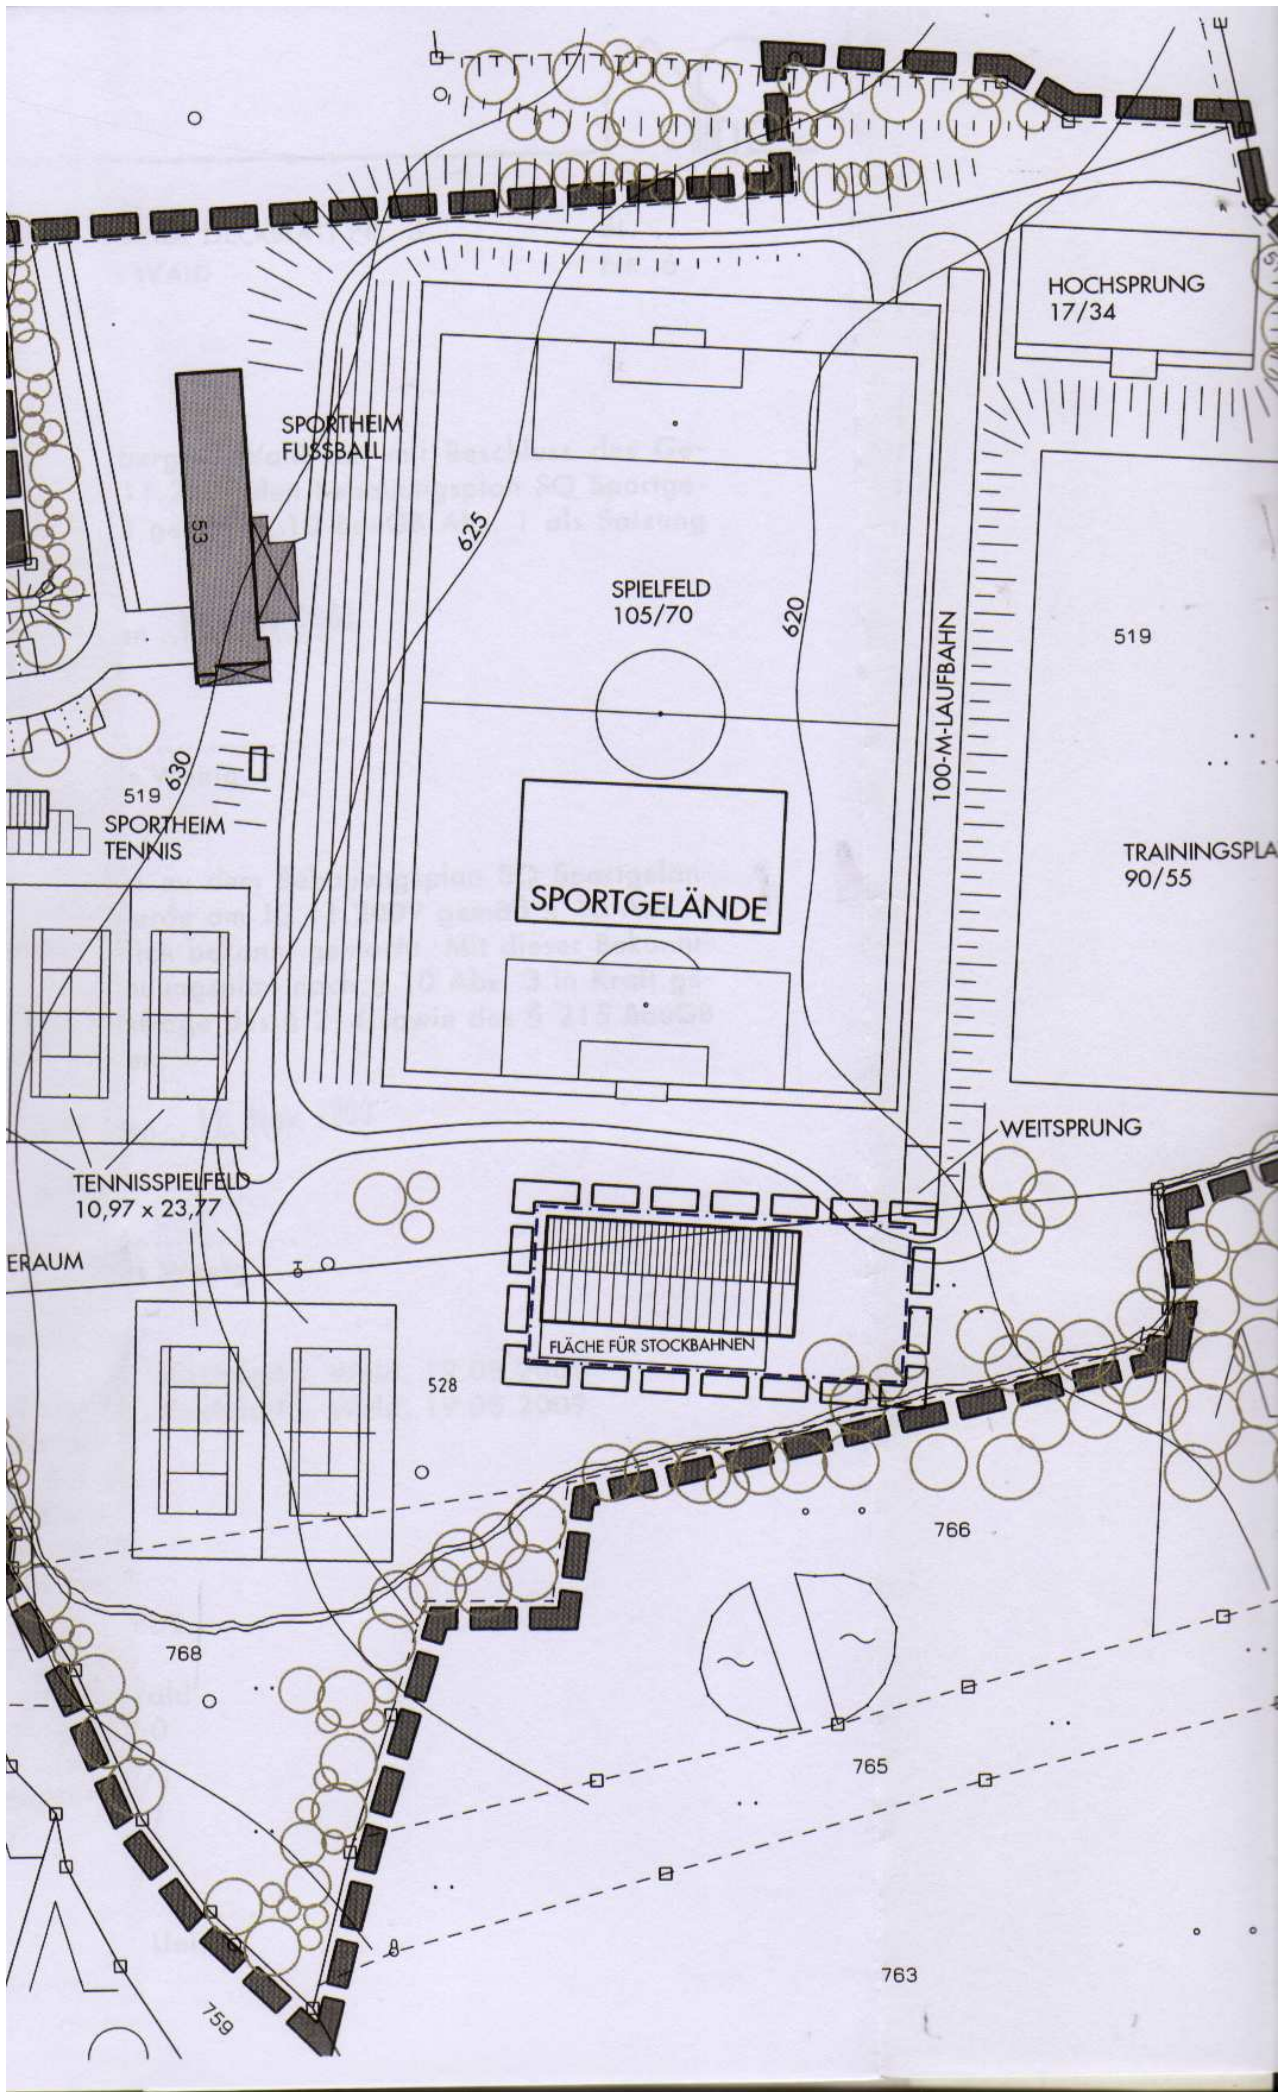 HOCHSPRUNG
17/34
SPORTHEIM
FUSSBALL
53
625
SPIELFELD
105/70
620
519
100-M-LAUFBAHN
630
519
SPORTHEIM
TENNIS
TRAININGSPLA
90/55
SPORTGELÄNDE
WEITSPRUNG
TENNISSPIELFELD
10,97 x 23,77
ERAUM
FLÄCHE FÜR STOCKBAHNEN
528
766
768
765
763
759